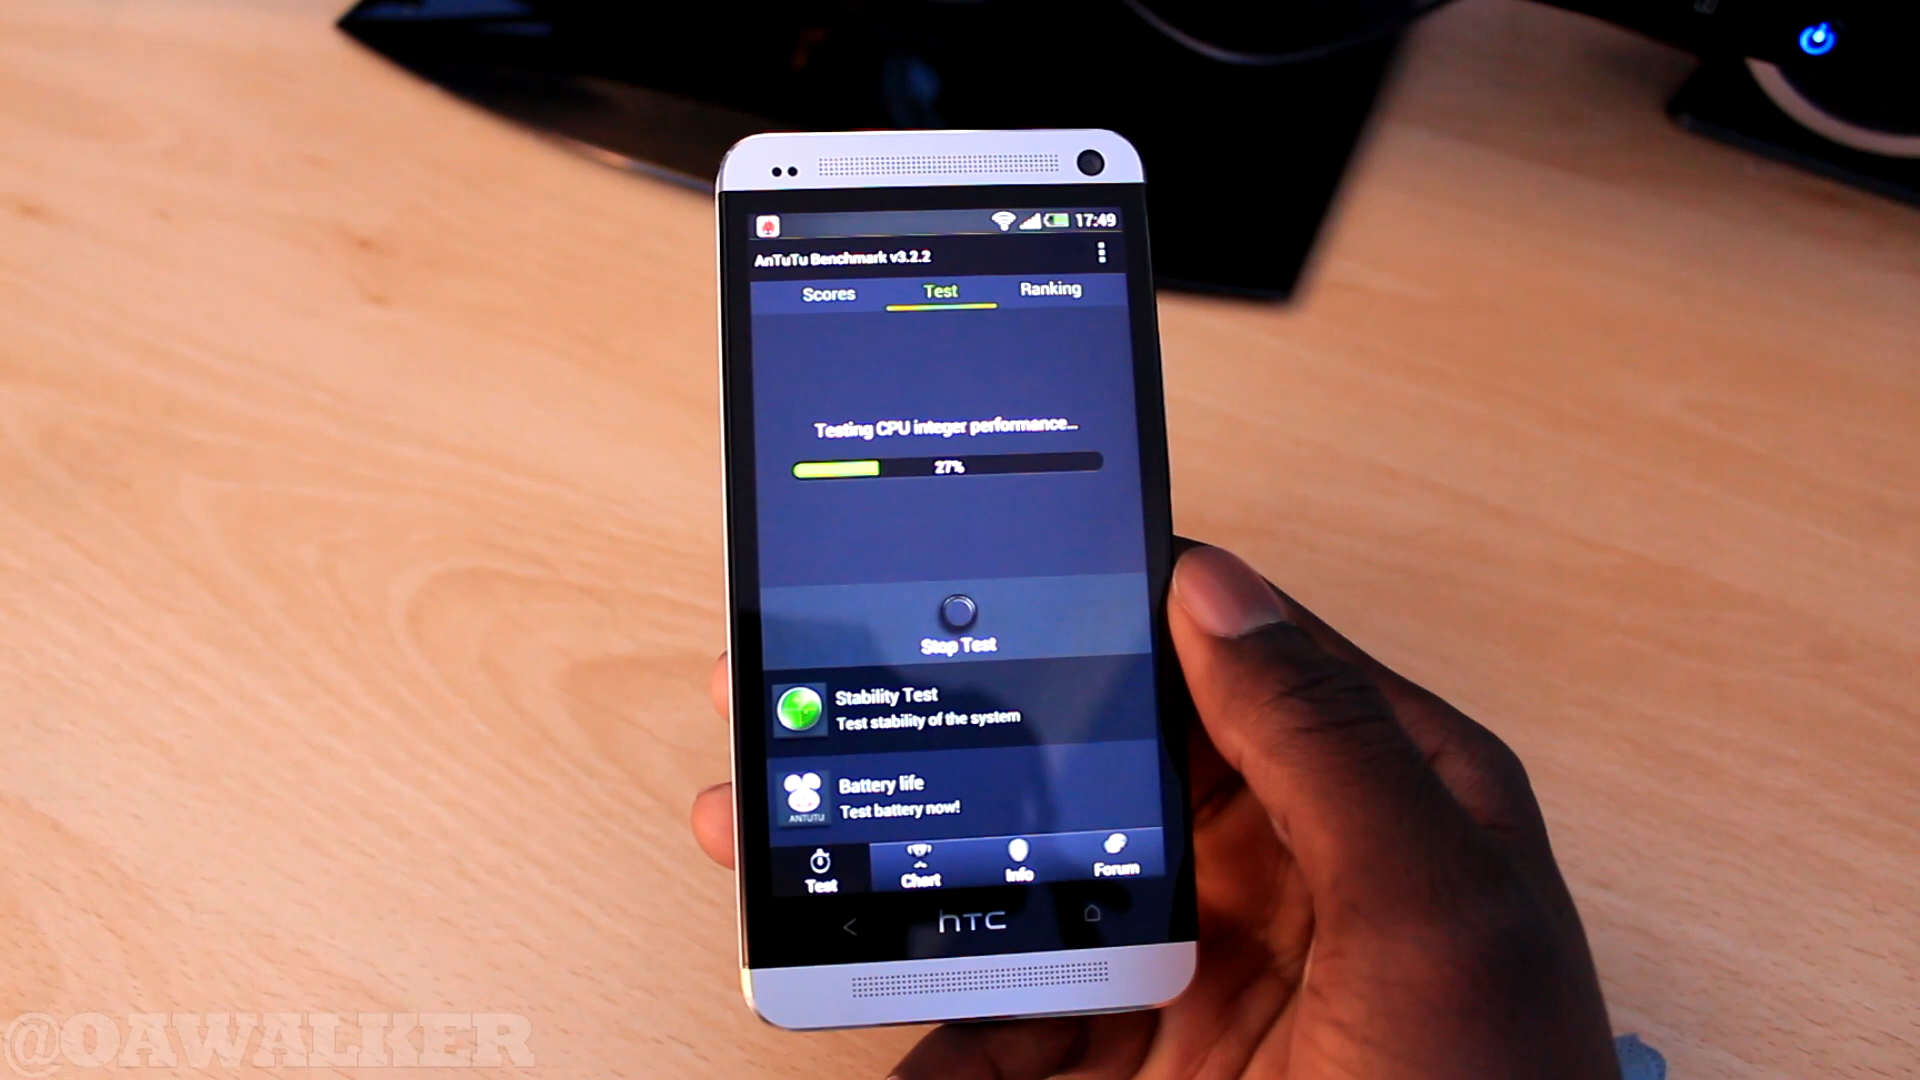 17:49
AnTuTu Benchmark v3.2.2
Scores Test Ranking
Testing CPU integer performance...
27%
Stop Test
Stability Test
Test stability of the system
ANTUTU
Battery life
Test battery now!
Test Chart Info Forum
hTC
@QAWALKER